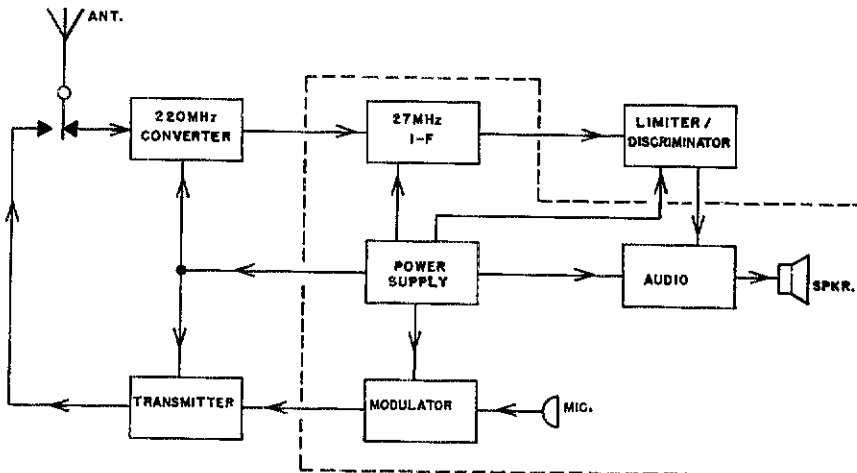 ANT.
220MHz
CONVERTER
27MHz
I-F
LIMITER/
DISCRIMINATOR
POWER
SUPPLY
AUDIO
SPKR.
TRANSMITTER
MODULATOR
MIC.